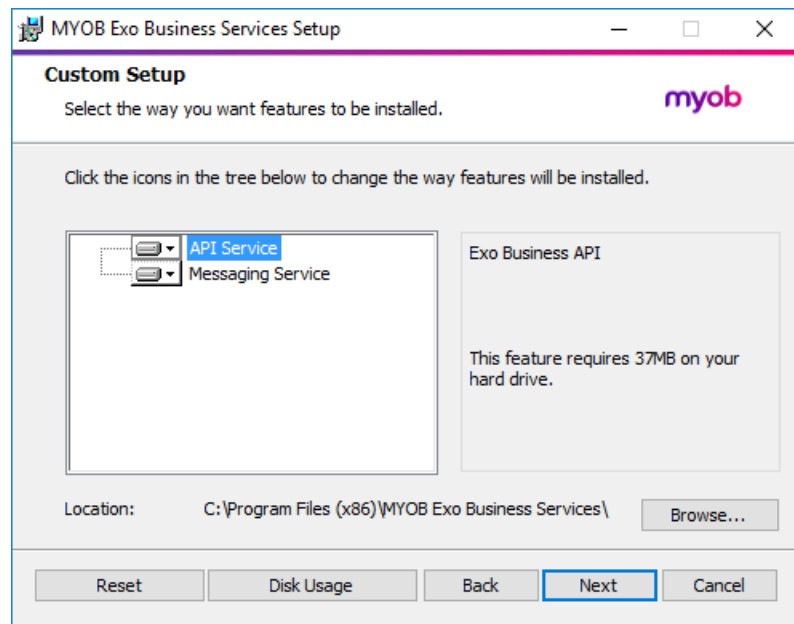 MYOB Exo Business Services Setup
Custom Setup
Select the way you want features to be installed.
myob
Click the icons in the tree below to change the way features will be installed.
API Service
Messaging Service
Exo Business API
This feature requires 37MB on your
hard drive.
Location: C:\Program Files (x86)\MYOB Exo Business Services\ Browse...
Reset Disk Usage Back Next Cancel